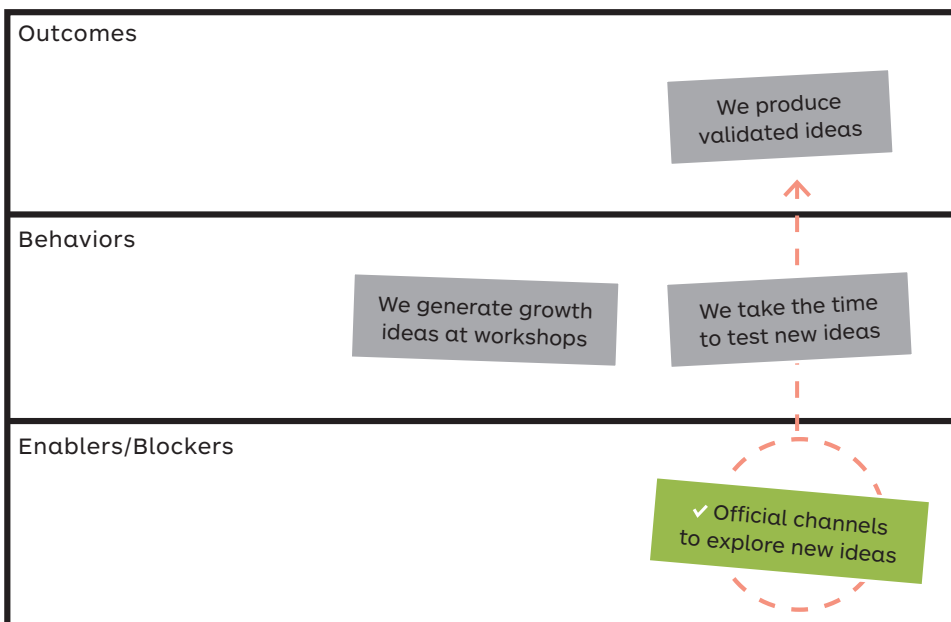 Outcomes
We produce
validated ideas
Behaviors
We generate growth
ideas at workshops
We take the time
to test new ideas
Enablers/Blockers
✓ Official channels
to explore new ideas